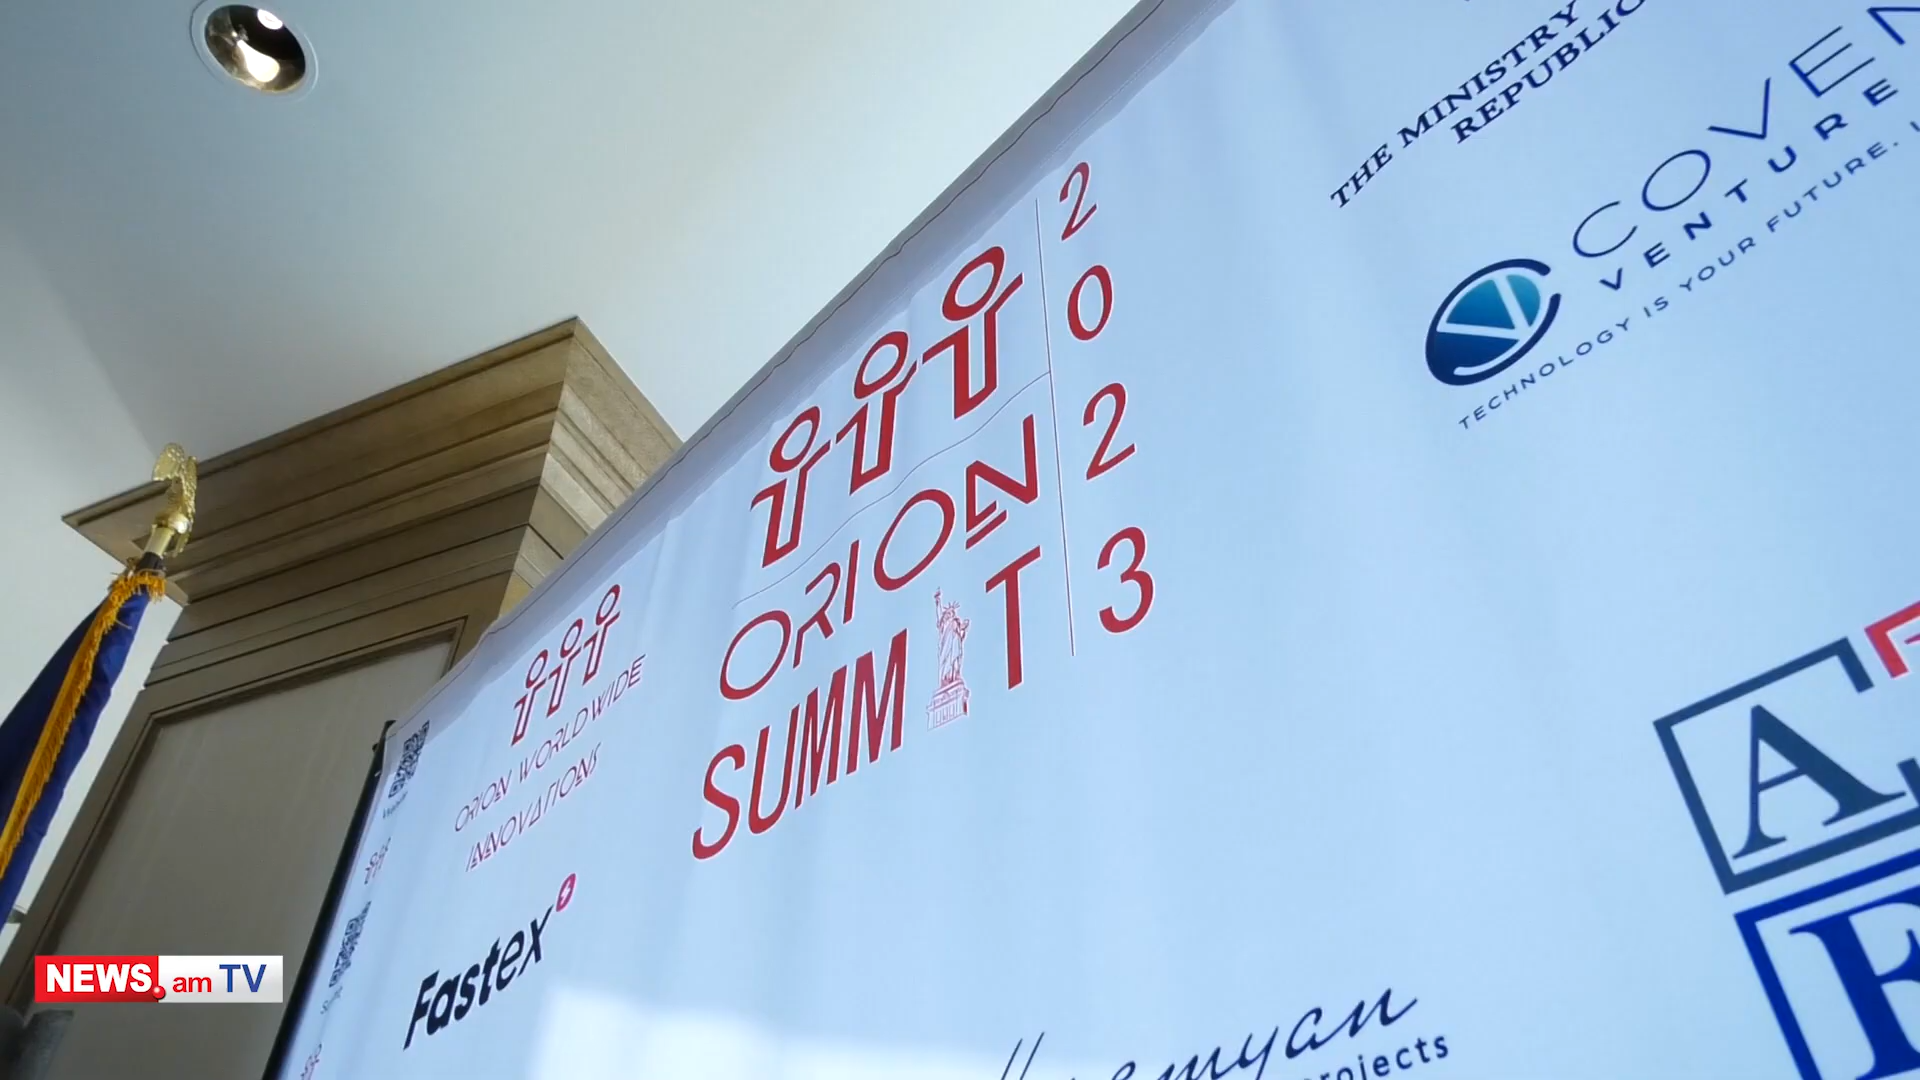 THE MINISTRY
REPUBLIC
COVEN
VENTURE
TECHNOLOGY IS YOUR FUTURE.
2023
ORION
SUMMIT
ORION WORLDWIDE
INNOVATIONS
Fastex
projects
A
F
NEWS.am TV